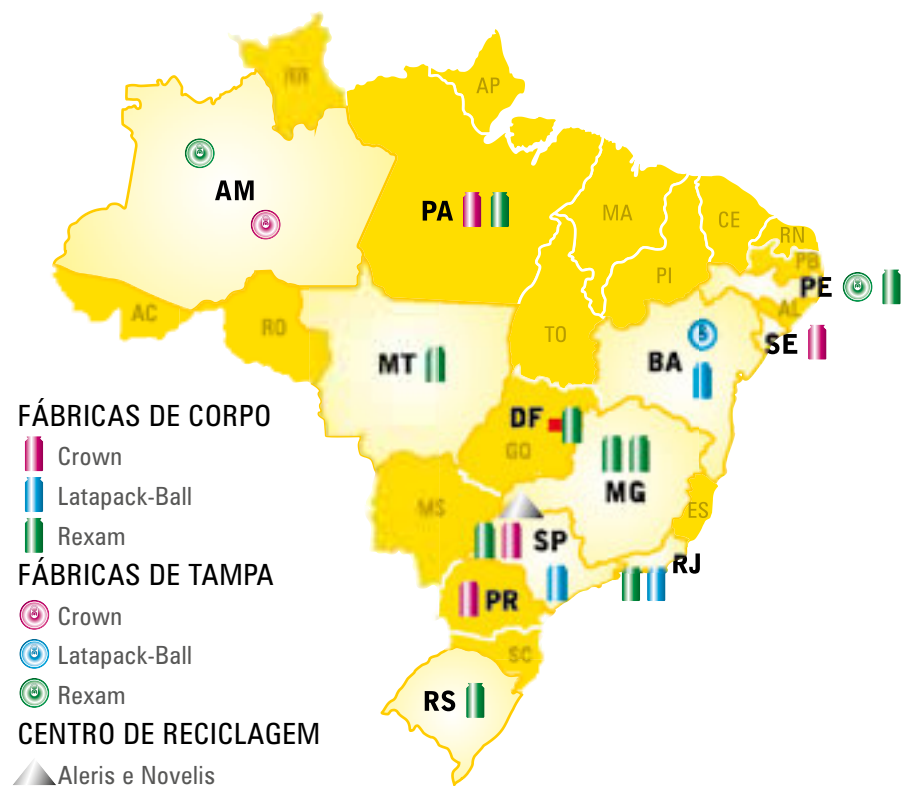 RR
AP
AM
PA
MA
CE
RN
PB
PI
PE
AL
AC
RO
TO
SE
MT
BA
DF
GO
MG
ES
MS
SP
RJ
PR
SC
RS
FÁBRICAS DE CORPO
Crown
Latapack-Ball
Rexam
FÁBRICAS DE TAMPA
Crown
Latapack-Ball
Rexam
CENTRO DE RECICLAGEM
Aleris e Novelis